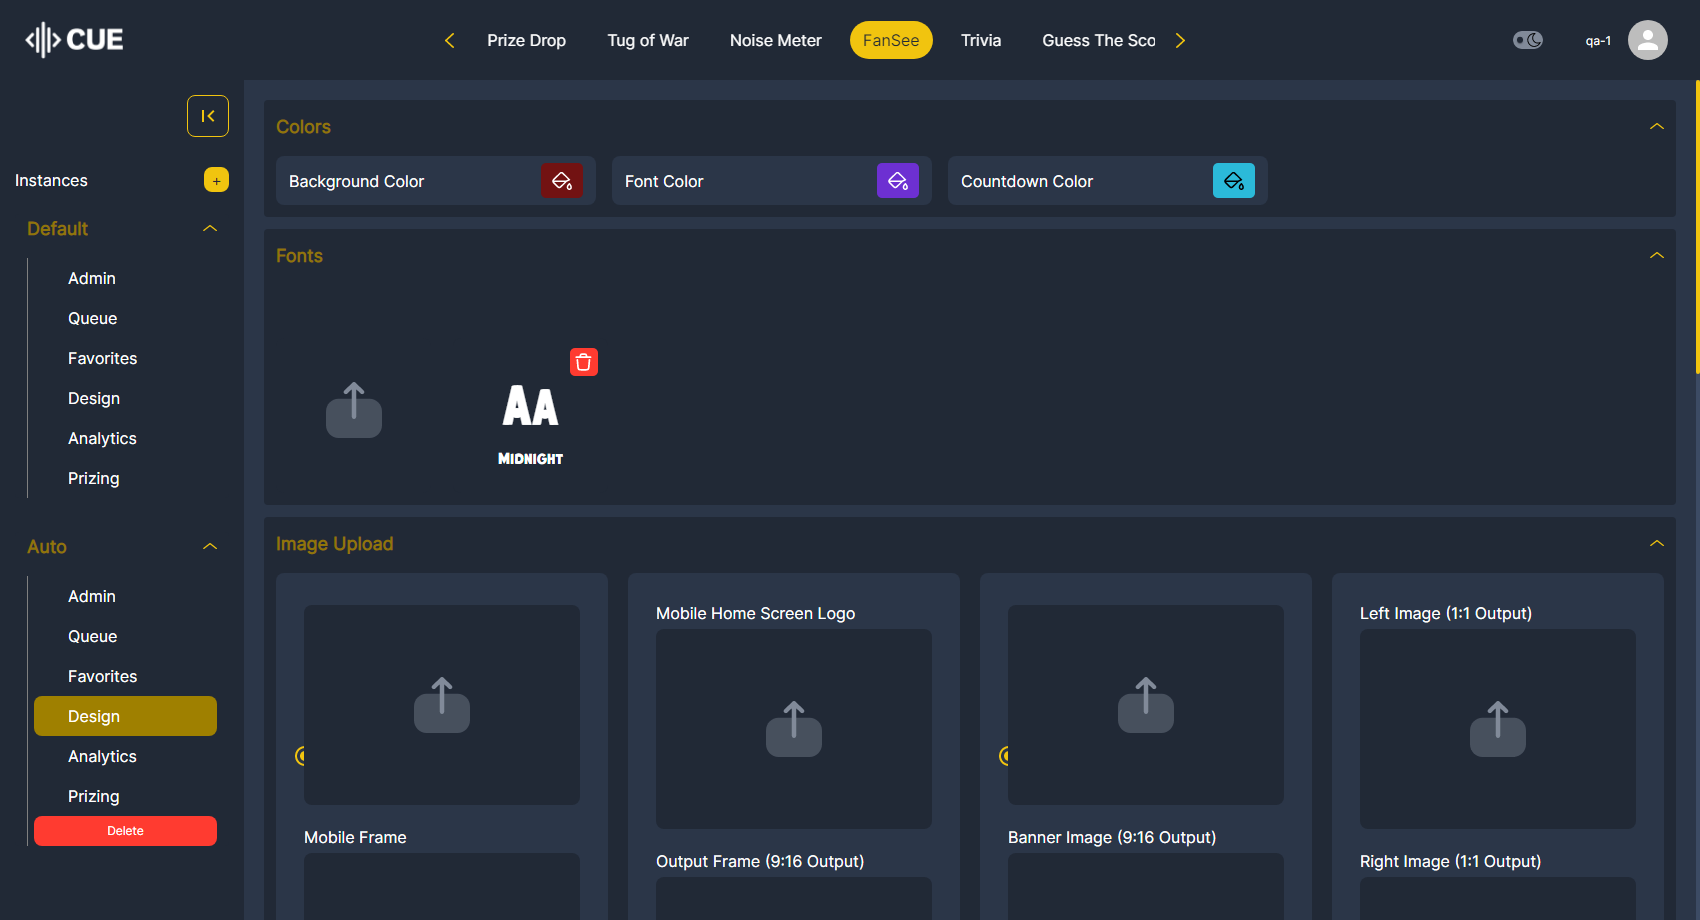 CUE
Prize Drop
Tug of War
Noise Meter
FanSee
Trivia
Guess The Sco
qa-1
Instances
+
Default
Admin
Queue
Favorites
Design
Analytics
Prizing
Auto
Admin
Queue
Favorites
Design
Analytics
Prizing
Delete
Colors
Background Color
Font Color
Countdown Color
Fonts
AA
MIDNIGHT
Image Upload
Mobile Home Screen Logo
Left Image (1:1 Output)
Mobile Frame
Banner Image (9:16 Output)
Output Frame (9:16 Output)
Right Image (1:1 Output)